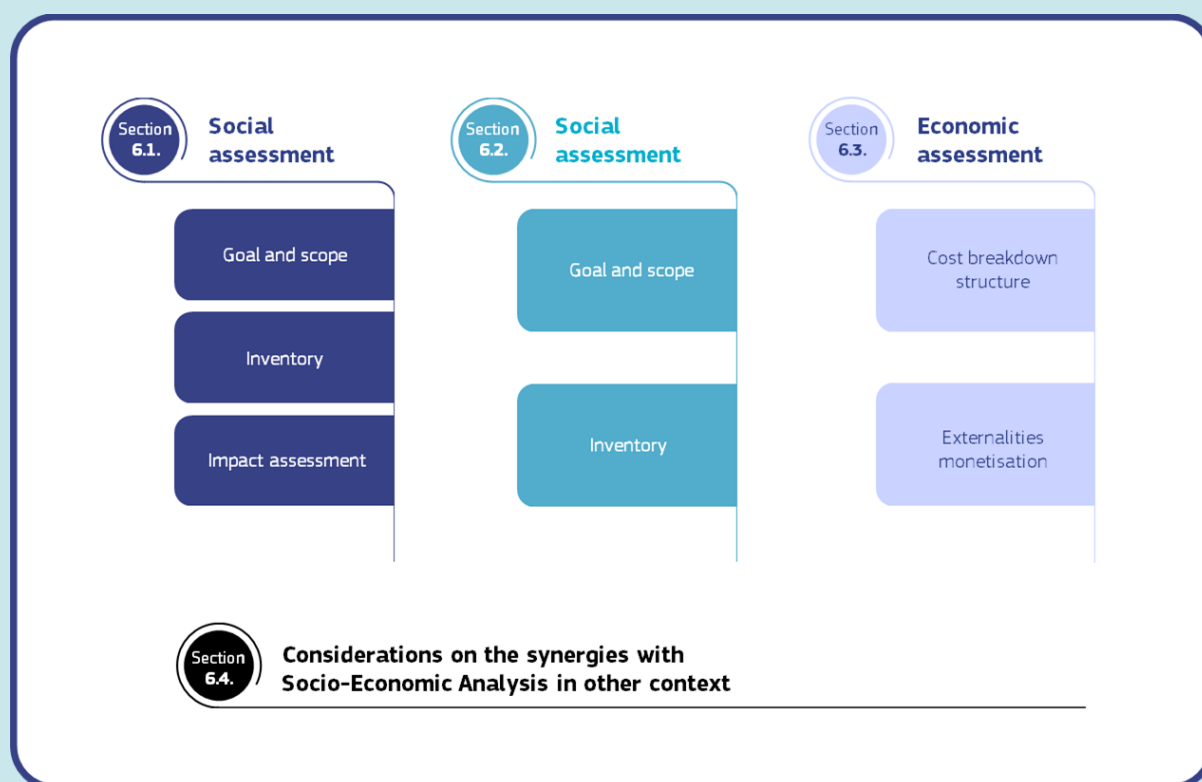 Section
6.1.
Social
assessment
Goal and scope
Inventory
Impact assessment
Section
6.2.
Social
assessment
Goal and scope
Inventory
Section
6.3.
Economic
assessment
Cost breakdown
structure
Externalities
monetisation
Section
6.4.
Considerations on the synergies with
Socio-Economic Analysis in other context